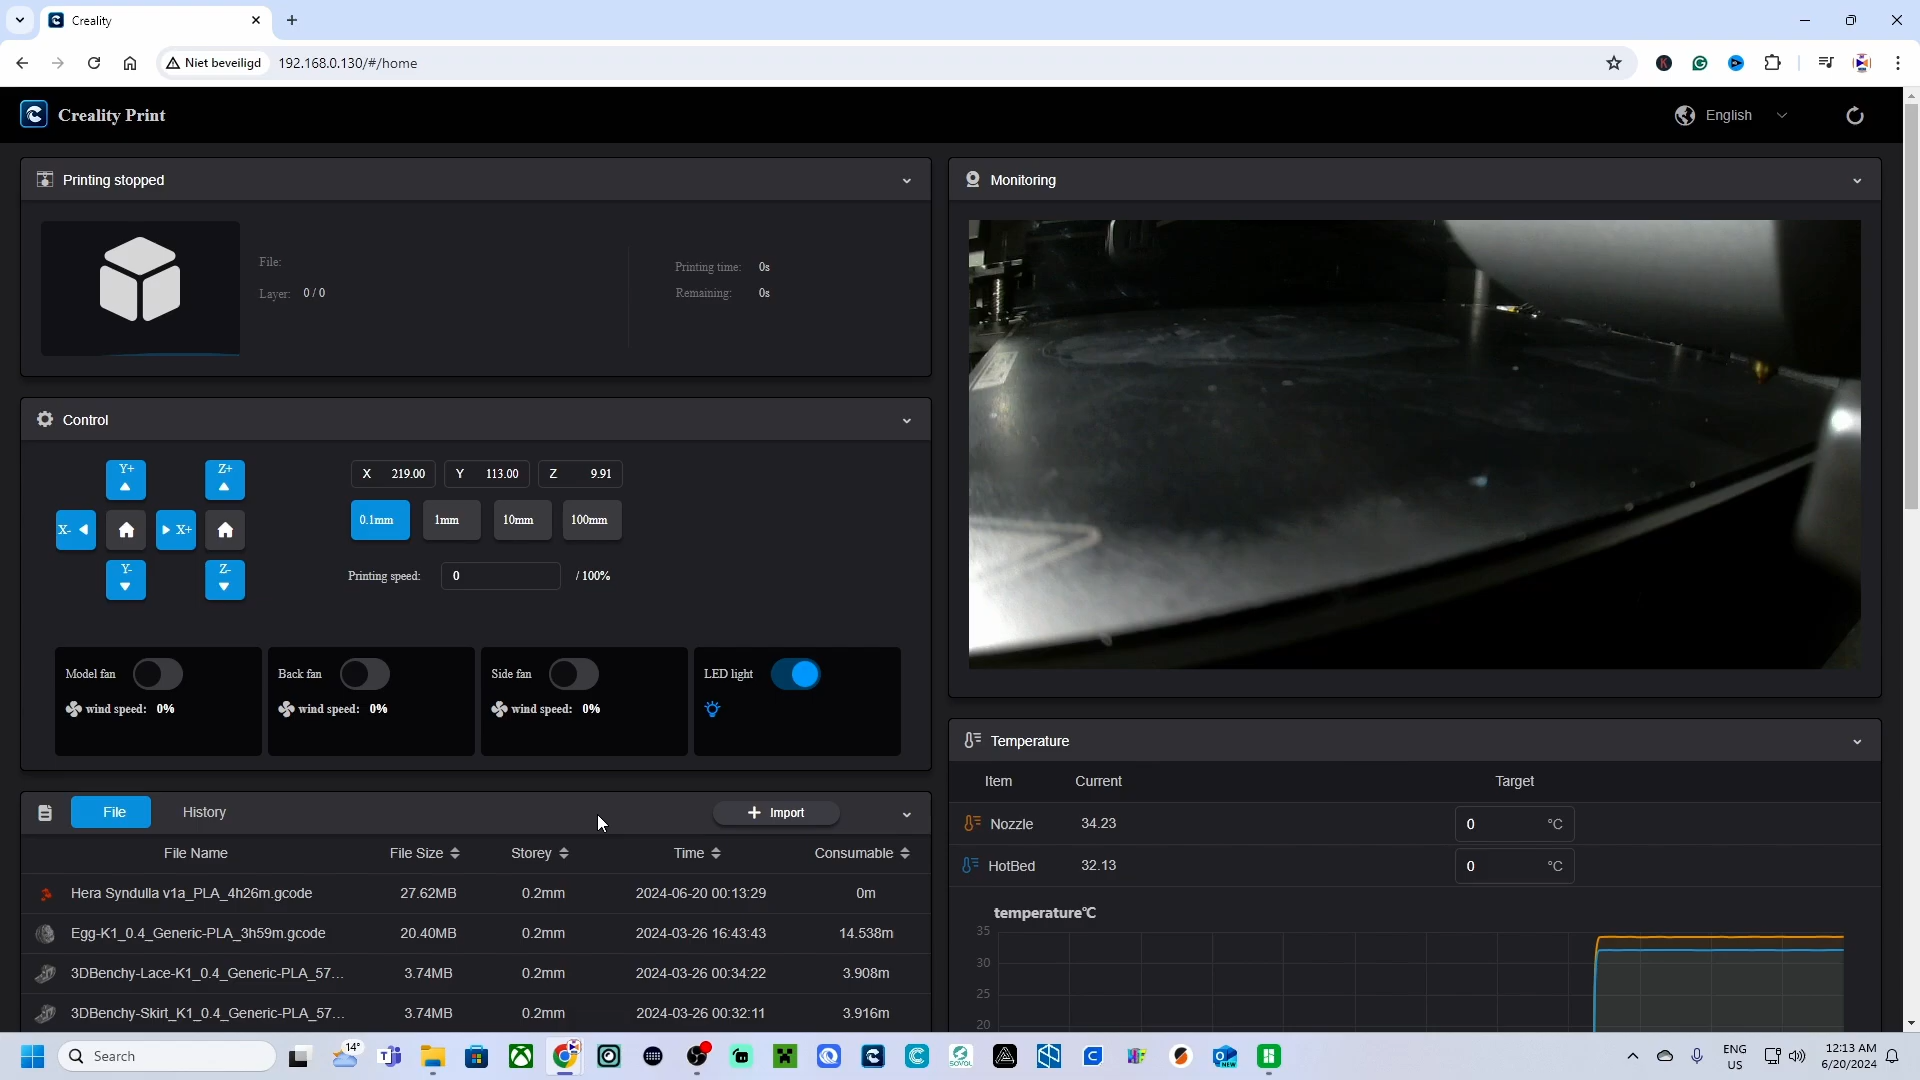 Creality
Niet beveiligd
192.168.0.130/#/home
Creality Print
English
Printing stopped
File:
Layer: 0 / 0
Printing time: 0s
Remaining: 0s
Monitoring
Control
Y+
Z+
X-
X+
Y-
Z-
X 219.00 Y 113.00 Z 9.91
0.1mm 1mm 10mm 100mm
Printing speed: 0 / 100%
Model fan
wind speed: 0%
Back fan
wind speed: 0%
Side fan
wind speed: 0%
LED light
File History Import
File Name File Size Storey Time Consumable
Hera Syndulla v1a_PLA_4h26m.gcode 27.62MB 0.2mm 2024-06-20 00:13:29 0m
Egg-K1_0.4_Generic-PLA_3h59m.gcode 20.40MB 0.2mm 2024-03-26 16:43:43 14.538m
3DBenchy-Lace-K1_0.4_Generic-PLA_57... 3.74MB 0.2mm 2024-03-26 00:34:22 3.908m
3DBenchy-Skirt_K1_0.4_Generic-PLA_57... 3.74MB 0.2mm 2024-03-26 00:32:11 3.916m
Temperature
Item Current Target
Nozzle 34.23 0 °C
HotBed 32.13 0 °C
temperature℃
35
30
25
20
Search
14°
SOVOL
NEW
ENG
US
12:13 AM
6/20/2024